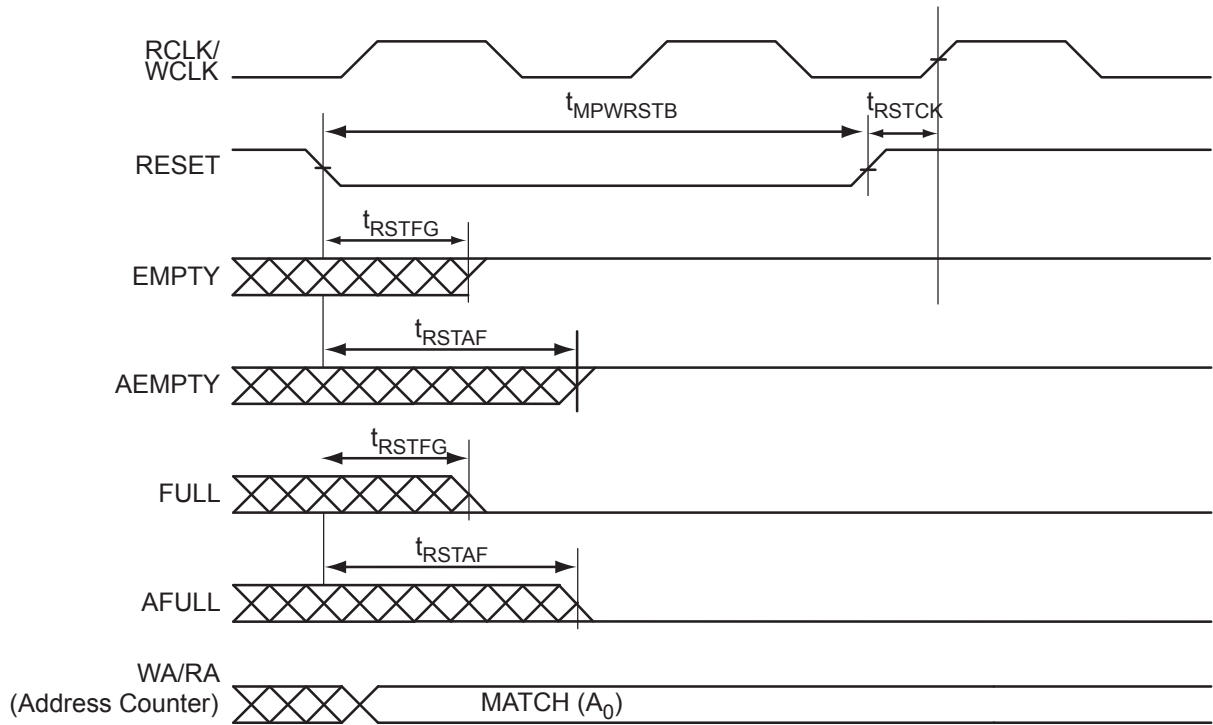 RCLK/
WCLK
tMPWRSTB
tRSTCK
RESET
tRSTFG
EMPTY
tRSTAF
AEMPTY
tRSTFG
FULL
tRSTAF
AFULL
WA/RA
(Address Counter)
MATCH (A0)